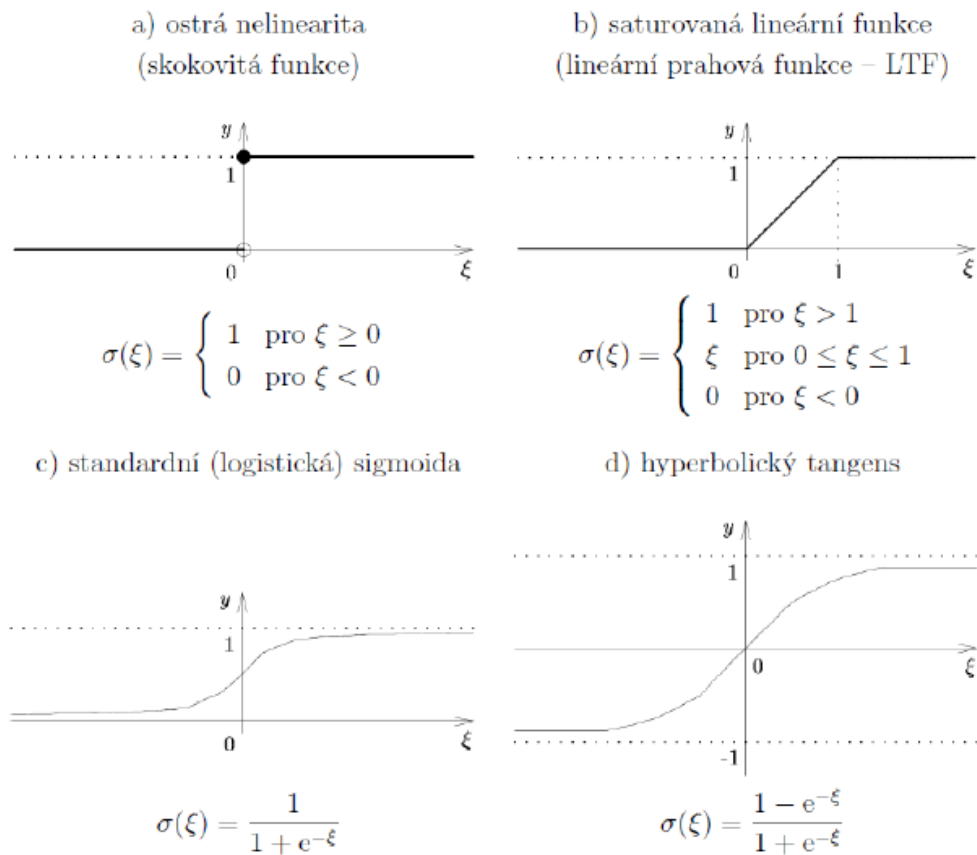 a) ostrá nelinearita
(skokovitá funkce)
y
1
0
ξ
σ(ξ) = { 1 pro ξ ≥ 0
0 pro ξ < 0
b) saturovaná lineární funkce
(lineární prahová funkce – LTF)
y
1
0
1
ξ
σ(ξ) = { 1 pro ξ > 1
ξ pro 0 ≤ ξ ≤ 1
0 pro ξ < 0
c) standardní (logistická) sigmoida
y
1
0
ξ
σ(ξ) = 1 / (1 + e^{−ξ})
d) hyperbolický tangens
y
1
0
ξ
-1
σ(ξ) = (1 − e^{−ξ}) / (1 + e^{−ξ})